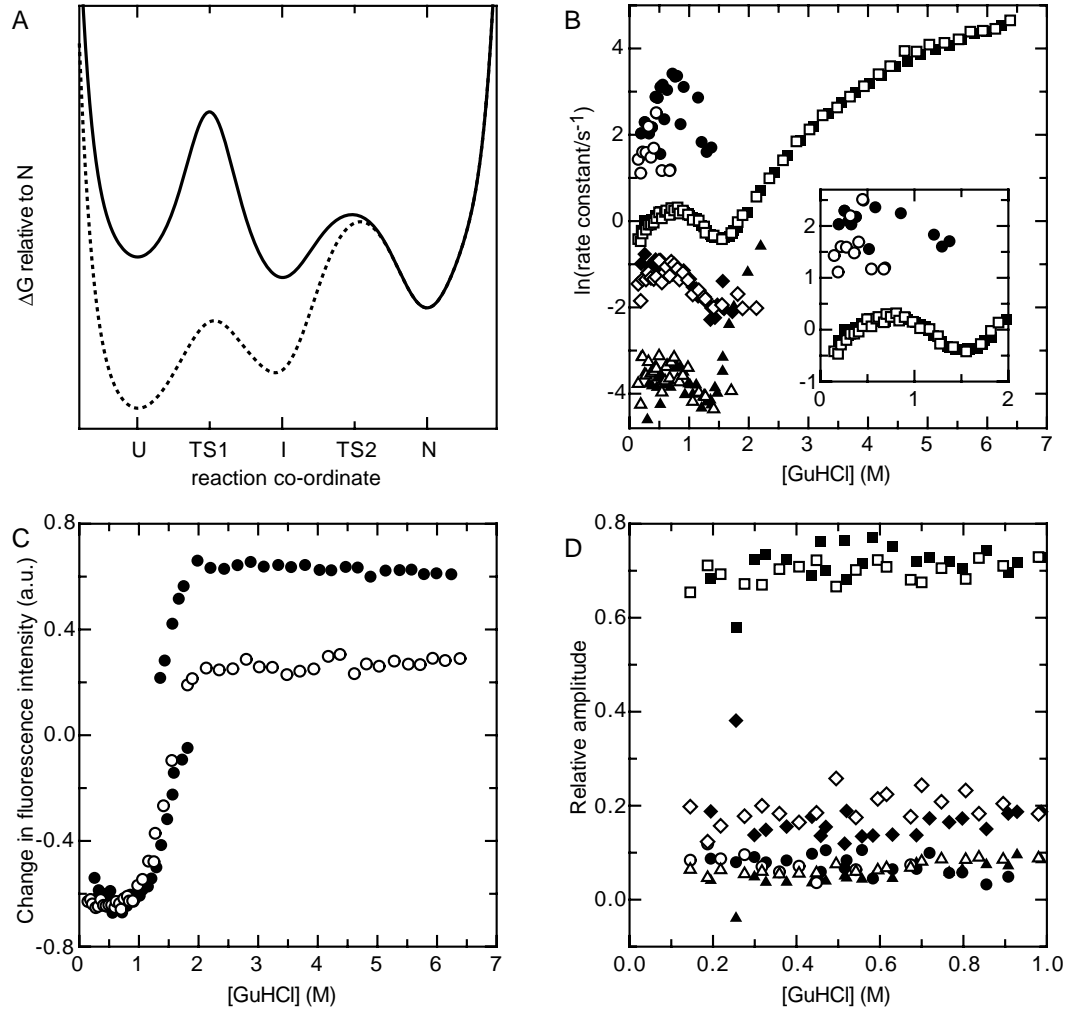 A
ΔG relative to N
U TS1 I TS2 N
reaction co-ordinate
B
ln(rate constant/s⁻¹)
4
2
0
-2
-4
0 1 2 3 4 5 6 7
[GuHCl] (M)
2
1
0
-1
0 1 2
C
Change in fluorescence intensity (a.u.)
0.8
0.4
0.0
-0.4
-0.8
0 1 2 3 4 5 6 7
[GuHCl] (M)
D
Relative amplitude
0.8
0.6
0.4
0.2
0.0
0.0 0.2 0.4 0.6 0.8 1.0
[GuHCl] (M)